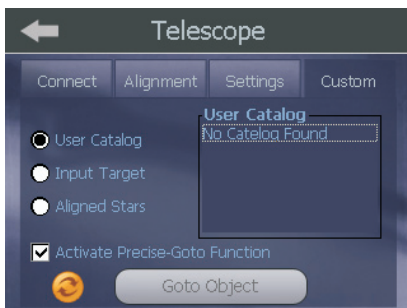 Telescope
Connect Alignment Settings Custom
User Catalog
No Catelog Found
User Catalog
Input Target
Aligned Stars
Activate Precise-Goto Function
Goto Object